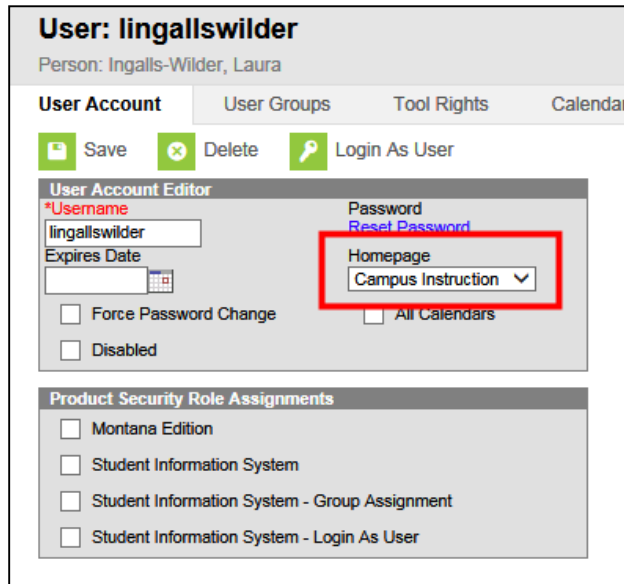 User: lingallswilder
Person: Ingalls-Wilder, Laura
User Account User Groups Tool Rights Calendar
Save Delete Login As User
User Account Editor
*Username Password
lingallswilder Reset Password
Expires Date Homepage
Campus Instruction
Force Password Change All Calendars
Disabled
Product Security Role Assignments
Montana Edition
Student Information System
Student Information System - Group Assignment
Student Information System - Login As User